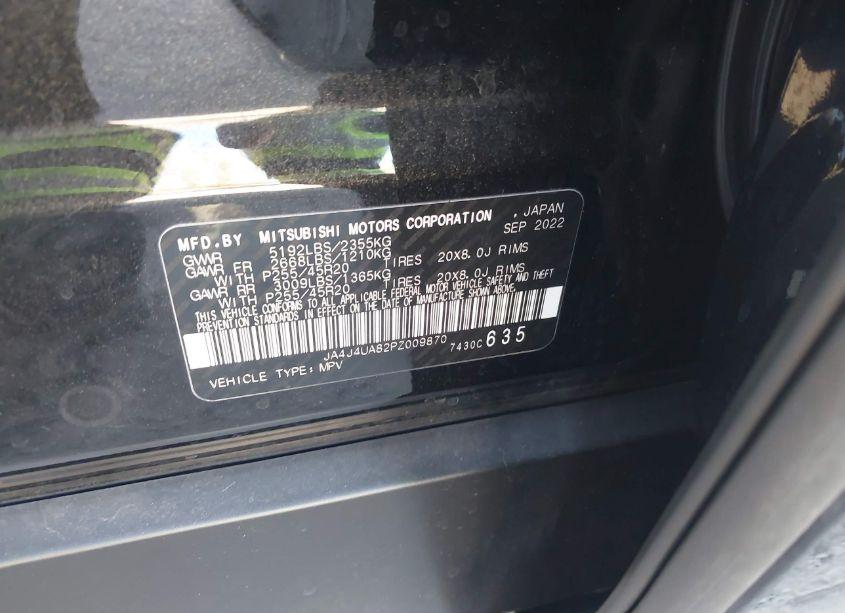 MFD.BY MITSUBISHI MOTORS CORPORATION , JAPAN
SEP 2022
GVWR 5192LBS/2355KG
GAWR FR 2668LBS/1210KG
WITH P255/45R20 TIRES 20X8.0J RIMS
GAWR RR 3009LBS/1365KG
WITH P255/45R20 TIRES 20X8.0J RIMS
THIS VEHICLE CONFORMS TO ALL APPLICABLE FEDERAL MOTOR VEHICLE SAFETY AND THEFT
PREVENTION STANDARDS IN EFFECT ON THE DATE OF MANUFACTURE SHOWN ABOVE.
JA4J4UA82PZ009870 7430C 635
VEHICLE TYPE: MPV